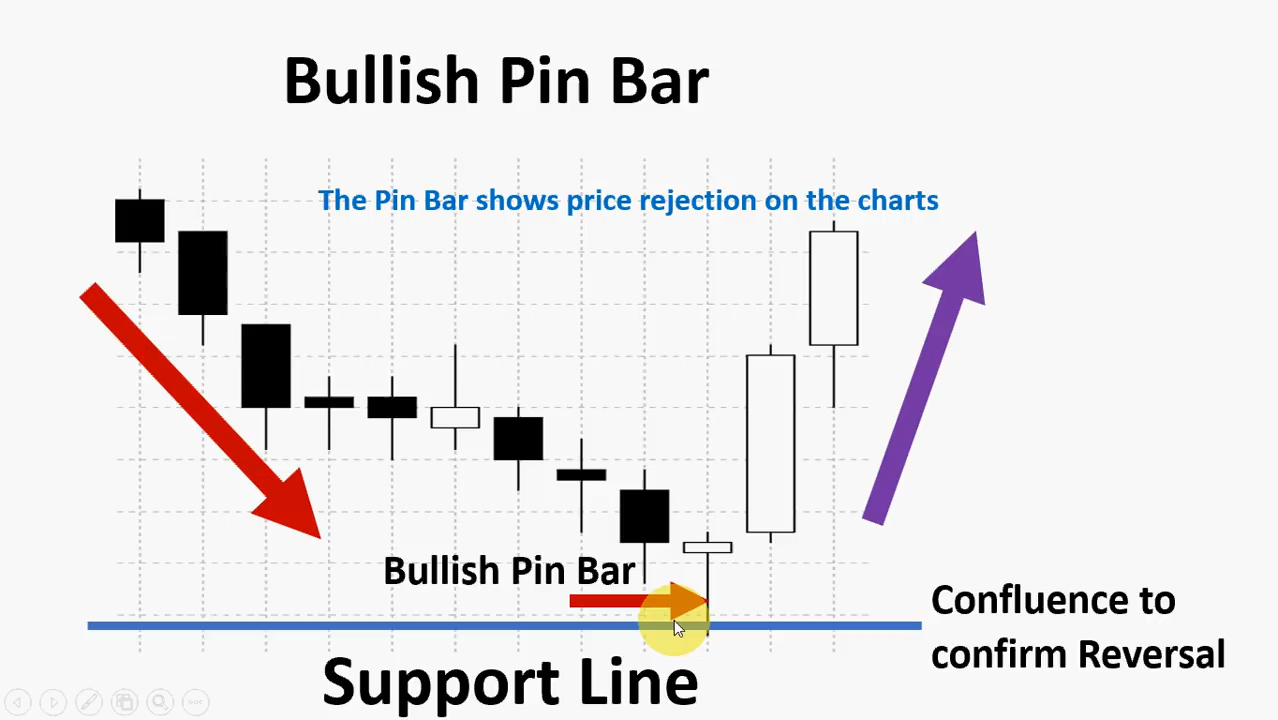 Bullish Pin Bar
The Pin Bar shows price rejection on the charts
Bullish Pin Bar
Confluence to
confirm Reversal
Support Line